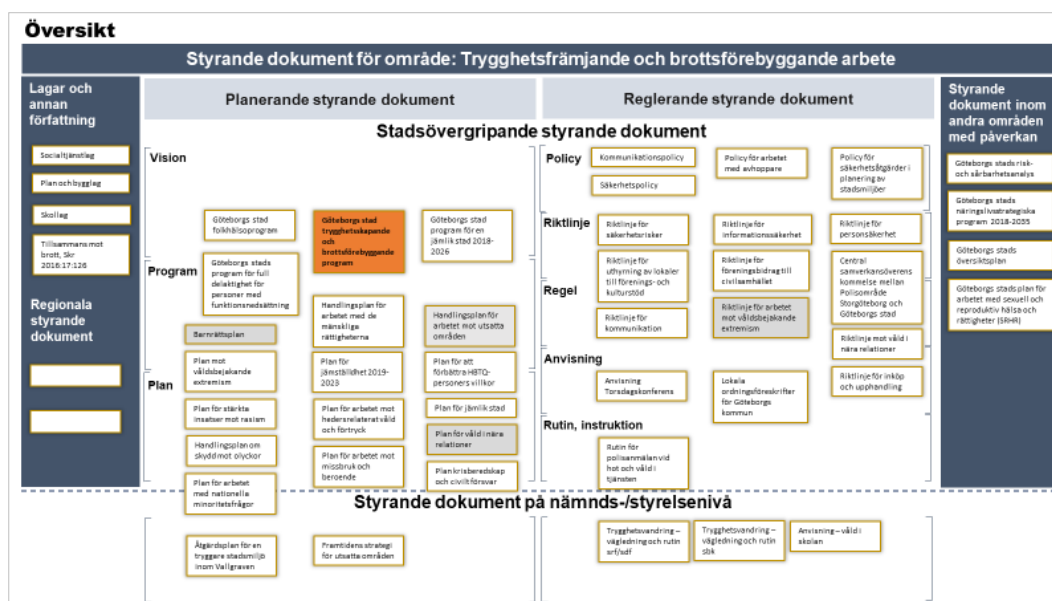 Översikt
Styrande dokument för område: Trygghetsfrämjande och brottsförebyggande arbete
Lagar och
annan
författning
Socialtjänstlag
Plan och bygglag
Skollag
Tillsammans mot
brott, Skr
2016:17:126
Regionala
styrande
dokument
Planerande styrande dokument
Reglerande styrande dokument
Stadsövergripande styrande dokument
Vision
Göteborg stad
folkhälsoprogram
Göteborgs stad
trygghetsskapande
och
brottsförebyggande
program
Göteborg stad
program för en
jämlik stad 2018-
2026
Program
Göteborgs stads
program för full
delaktighet för
personer med
funktionsnedsättning
Handlingsplan för
arbetet med de
mänskliga
rättigheterna
Handlingsplan för
arbetet mot utsatta
områden
Barnrättsplan
Plan mot
våldsbejakande
extremism
Plan för
jämställdhet 2019-
2023
Plan för att
förbättra HBTQ-
personers villkor
Plan
Plan för stärkta
insatser mot rasism
Plan för arbetet mot
hedersrelaterat våld
och förtryck
Plan för jämlik stad
Plan för våld i nära
relationer
Handlingsplan om
skydd mot olyckor
Plan för arbetet mot
missbruk och
beroende
Plan krisberedskap
och civilt försvar
Plan för arbetet
med nationella
minoritetsfrågor
Policy
Kommunikationspolicy
Säkerhetspolicy
Policy för arbetet
med avhoppare
Policy för
säkerhetsåtgärder i
planering av
stadsmiljöer
Riktlinje
Riktlinje för
säkerhetsrisker
Riktlinje för
informationssäkerhet
Riktlinje för
personsäkerhet
Riktlinje för
uthyrning av lokaler
till förenings- och
kulturstöd
Riktlinje för
föreningsbidrag till
civilsamhället
Central
samverkansöverens
kommelse mellan
Polisområde
Storgöteborg och
Göteborg stad
Regel
Riktlinje för
kommunikation
Riktlinje för arbetet
mot våldsbejakande
extremism
Riktlinje mot våld i
nära relationer
Anvisning
Anvisning
Torsdagskonferens
Lokala
ordningsföreskrifter
för Göteborgs
kommun
Riktlinje för inköp
och upphandling
Rutin, instruktion
Rutin för
polisanmälan vid
hot och våld i
tjänsten
Styrande
dokument inom
andra områden
med påverkan
Göteborgs stads risk-
och sårbarhetsanalys
Göteborgs stads
näringslivsstrategiska
program 2018-2035
Göteborgs stads
översiktsplan
Göteborgs stads plan för
arbetet med sexuell och
reproduktiv hälsa och
rättigheter (SRHR)
Styrande dokument på nämnds-/styrelsenivå
Åtgärdsplan för en
tryggare stadsmiljö
inom Vallgraven
Framtidens strategi
för utsatta områden
Trygghetsvandring –
vägledning och rutin
srf/sdf
Trygghetsvandring –
vägledning och rutin
sbk
Anvisning – våld i
skolan